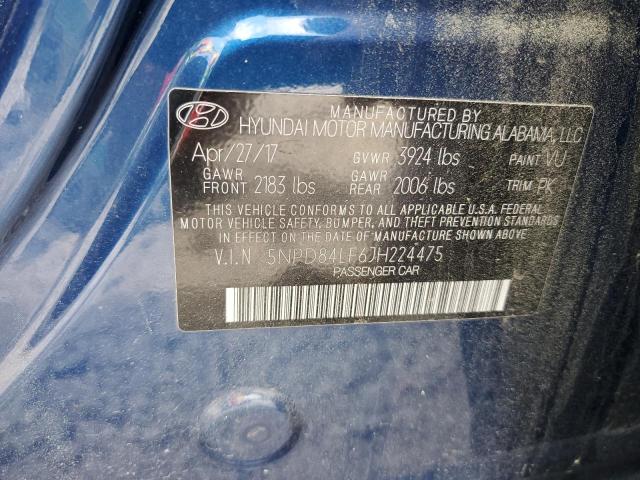 MANUFACTURED BY
HYUNDAI MOTOR MANUFACTURING ALABAMA, LLC
Apr/27/17 GVWR 3924 lbs PAINT VU
GAWR FRONT 2183 lbs GAWR REAR 2006 lbs TRIM PK
THIS VEHICLE CONFORMS TO ALL APPLICABLE U.S.A. FEDERAL
MOTOR VEHICLE SAFETY, BUMPER, AND THEFT PREVENTION
STANDARDS IN EFFECT ON THE DATE OF MANUFACTURE SHOWN ABOVE.
V.I.N 5NPD84LF6JH224475
PASSENGER CAR